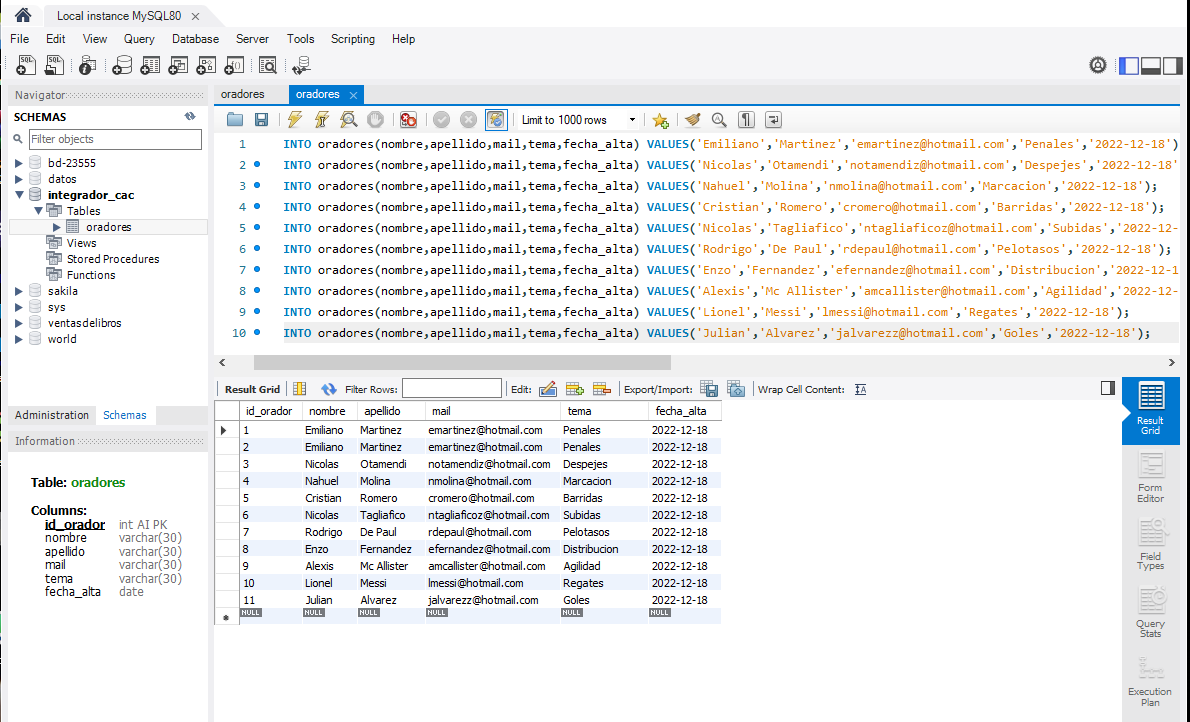 Local instance MySQL80
File Edit View Query Database Server Tools Scripting Help
Navigator
SCHEMAS
Filter objects
bd-23555
datos
integrador_cac
Tables
oradores
Views
Stored Procedures
Functions
sakila
sys
ventasdelibros
world
Administration Schemas
Information
Table: oradores
Columns:
id_orador int AI PK
nombre varchar(30)
apellido varchar(30)
mail varchar(30)
tema varchar(30)
fecha_alta date
oradores oradores
Limit to 1000 rows
1 INTO oradores(nombre,apellido,mail,tema,fecha_alta) VALUES('Emiliano','Martinez','emartinez@hotmail.com','Penales','2022-12-18')
2 INTO oradores(nombre,apellido,mail,tema,fecha_alta) VALUES('Nicolas','Otamendi','notamendiz@hotmail.com','Despejes','2022-12-18'
3 INTO oradores(nombre,apellido,mail,tema,fecha_alta) VALUES('Nahuel','Molina','nmolina@hotmail.com','Marcacion','2022-12-18');
4 INTO oradores(nombre,apellido,mail,tema,fecha_alta) VALUES('Cristian','Romero','cromero@hotmail.com','Barridas','2022-12-18');
5 INTO oradores(nombre,apellido,mail,tema,fecha_alta) VALUES('Nicolas','Tagliafico','ntagliaficoz@hotmail.com','Subidas','2022-12-
6 INTO oradores(nombre,apellido,mail,tema,fecha_alta) VALUES('Rodrigo','De Paul','rdepaul@hotmail.com','Pelotasos','2022-12-18');
7 INTO oradores(nombre,apellido,mail,tema,fecha_alta) VALUES('Enzo','Fernandez','efernandez@hotmail.com','Distribucion','2022-12-1
8 INTO oradores(nombre,apellido,mail,tema,fecha_alta) VALUES('Alexis','Mc Allister','amcallister@hotmail.com','Agilidad','2022-12-
9 INTO oradores(nombre,apellido,mail,tema,fecha_alta) VALUES('Lionel','Messi','lmessi@hotmail.com','Regates','2022-12-18');
10 INTO oradores(nombre,apellido,mail,tema,fecha_alta) VALUES('Julian','Alvarez','jalvarezz@hotmail.com','Goles','2022-12-18');
Result Grid Filter Rows: Edit: Export/Import: Wrap Cell Content: IA
id_orador nombre apellido mail tema fecha_alta
1 Emiliano Martinez emartinez@hotmail.com Penales 2022-12-18
2 Emiliano Martinez emartinez@hotmail.com Penales 2022-12-18
3 Nicolas Otamendi notamendiz@hotmail.com Despejes 2022-12-18
4 Nahuel Molina nmolina@hotmail.com Marcacion 2022-12-18
5 Cristian Romero cromero@hotmail.com Barridas 2022-12-18
6 Nicolas Tagliafico ntagliaficoz@hotmail.com Subidas 2022-12-18
7 Rodrigo De Paul rdepaul@hotmail.com Pelotasos 2022-12-18
8 Enzo Fernandez efernandez@hotmail.com Distribucion 2022-12-18
9 Alexis Mc Allister amcallister@hotmail.com Agilidad 2022-12-18
10 Lionel Messi lmessi@hotmail.com Regates 2022-12-18
11 Julian Alvarez jalvarezz@hotmail.com Goles 2022-12-18
NULL NULL NULL NULL NULL NULL
Result
Grid
Form
Editor
Field
Types
Query
Stats
Execution
Plan